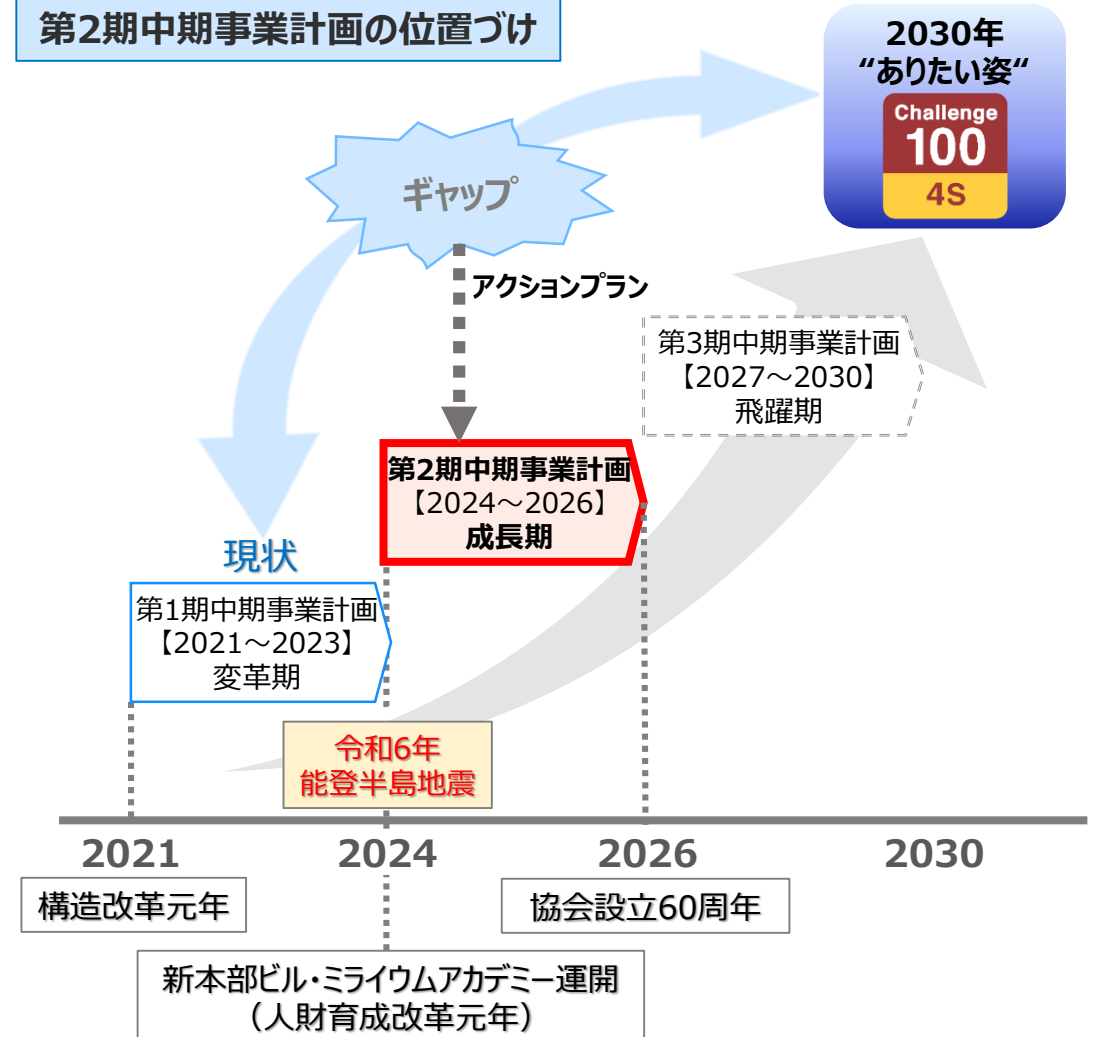 第2期中期事業計画の位置づけ
2030年
“ありたい姿“
Challenge
100
4S
ギャップ
アクションプラン
第3期中期事業計画
【2027～2030】
飛躍期
第2期中期事業計画
【2024～2026】
成長期
現状
第1期中期事業計画
【2021～2023】
変革期
令和6年
能登半島地震
2021
2024
2026
2030
構造改革元年
協会設立60周年
新本部ビル・ミライウムアカデミー運開
（人財育成改革元年）